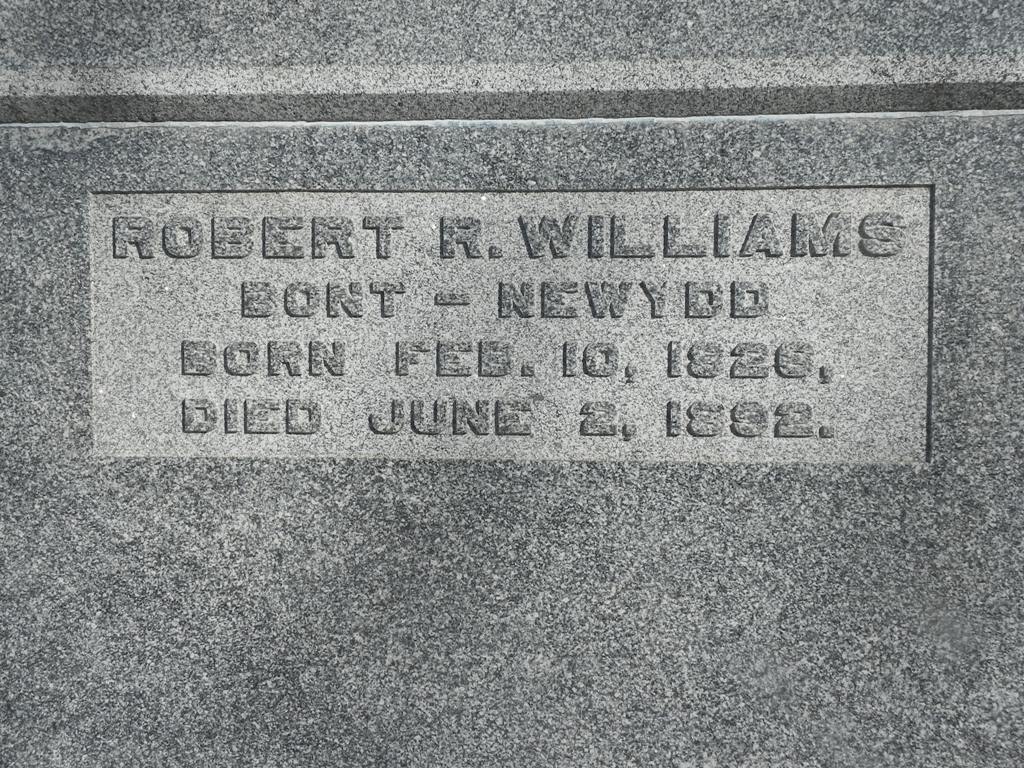 ROBERT R. WILLIAMS
BONT - NEWYDD
BORN FEB. 10, 1826,
DIED JUNE 2, 1892.